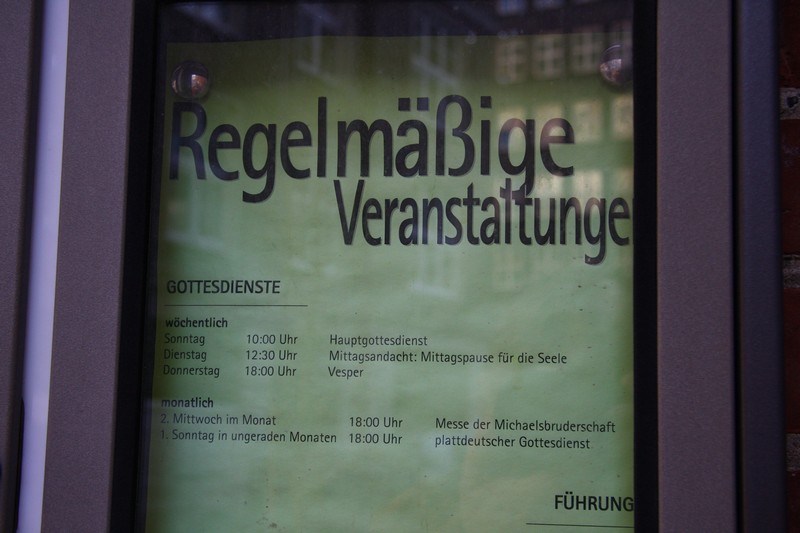 Regelmäßige
Veranstaltunge
GOTTESDIENSTE
wöchentlich
Sonntag 10:00 Uhr Hauptgottesdienst
Dienstag 12:30 Uhr Mittagsandacht: Mittagspause für die Seele
Donnerstag 18:00 Uhr Vesper
monatlich
2. Mittwoch im Monat 18:00 Uhr Messe der Michaelsbruderschaft
1. Sonntag in ungeraden Monaten 18:00 Uhr plattdeutscher Gottesdienst
FÜHRUNG